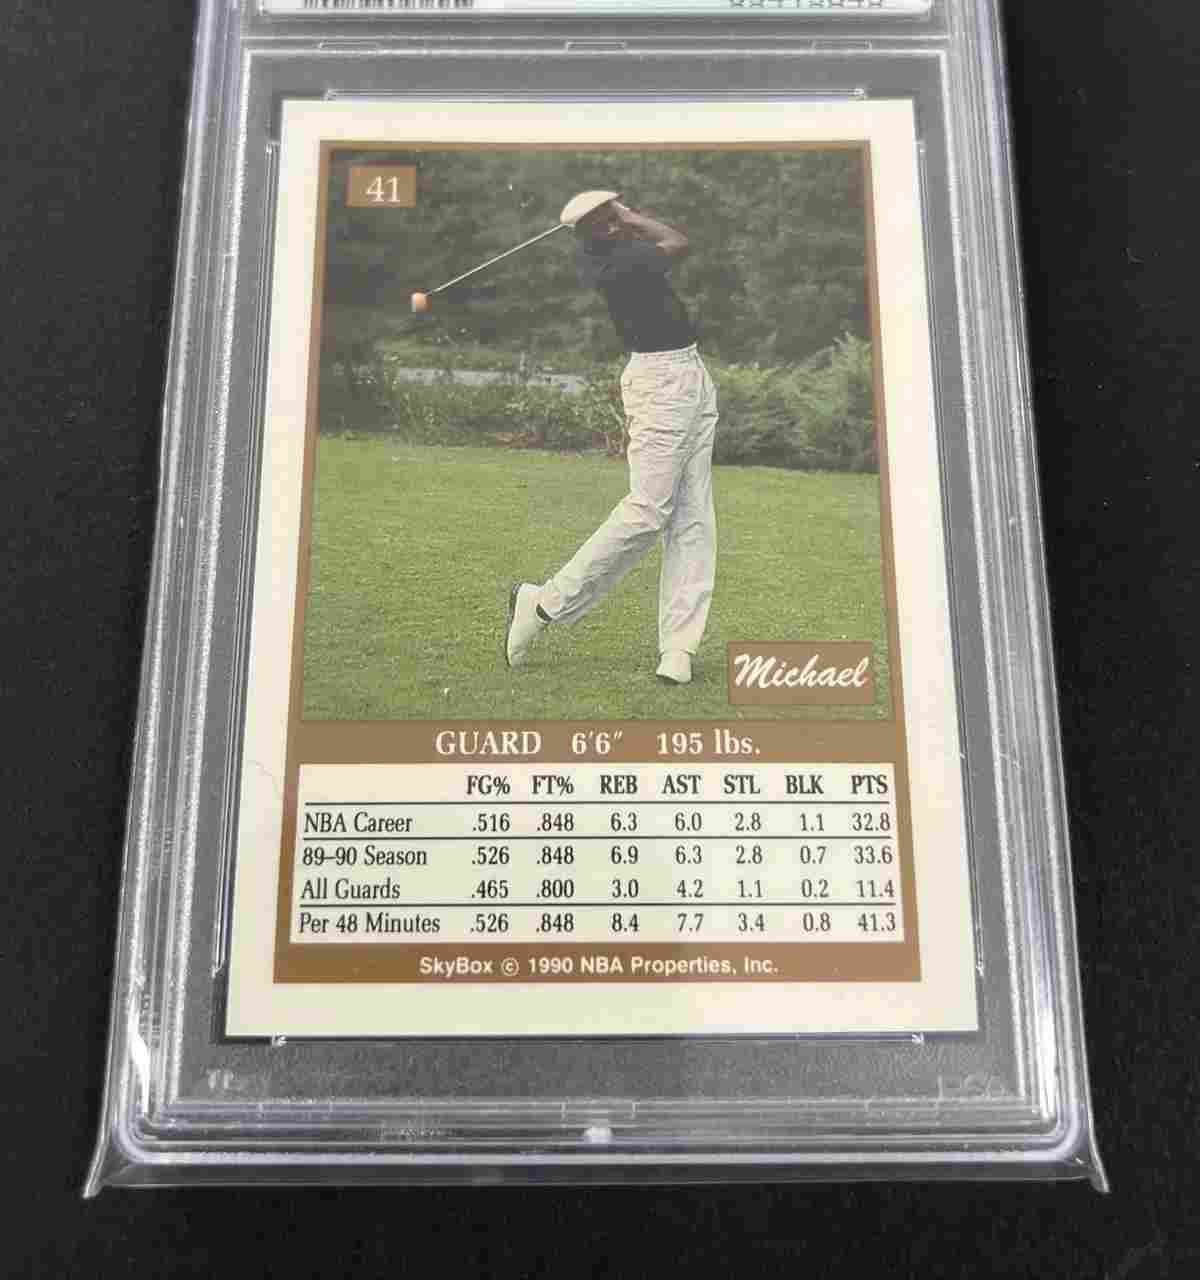 41
Michael
GUARD 6'6" 195 lbs.
FG% FT% REB AST STL BLK PTS
NBA Career .516 .848 6.3 6.0 2.8 1.1 32.8
89–90 Season .526 .848 6.9 6.3 2.8 0.7 33.6
All Guards .465 .800 3.0 4.2 1.1 0.2 11.4
Per 48 Minutes .526 .848 8.4 7.7 3.4 0.8 41.3
SkyBox © 1990 NBA Properties, Inc.